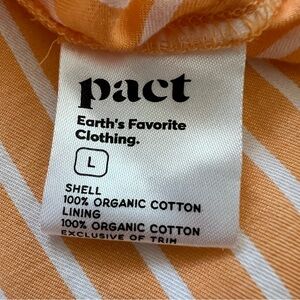 pact
Earth's Favorite
Clothing.
L
SHELL
100% ORGANIC COTTON
LINING
100% ORGANIC COTTON
EXCLUSIVE OF TRIM